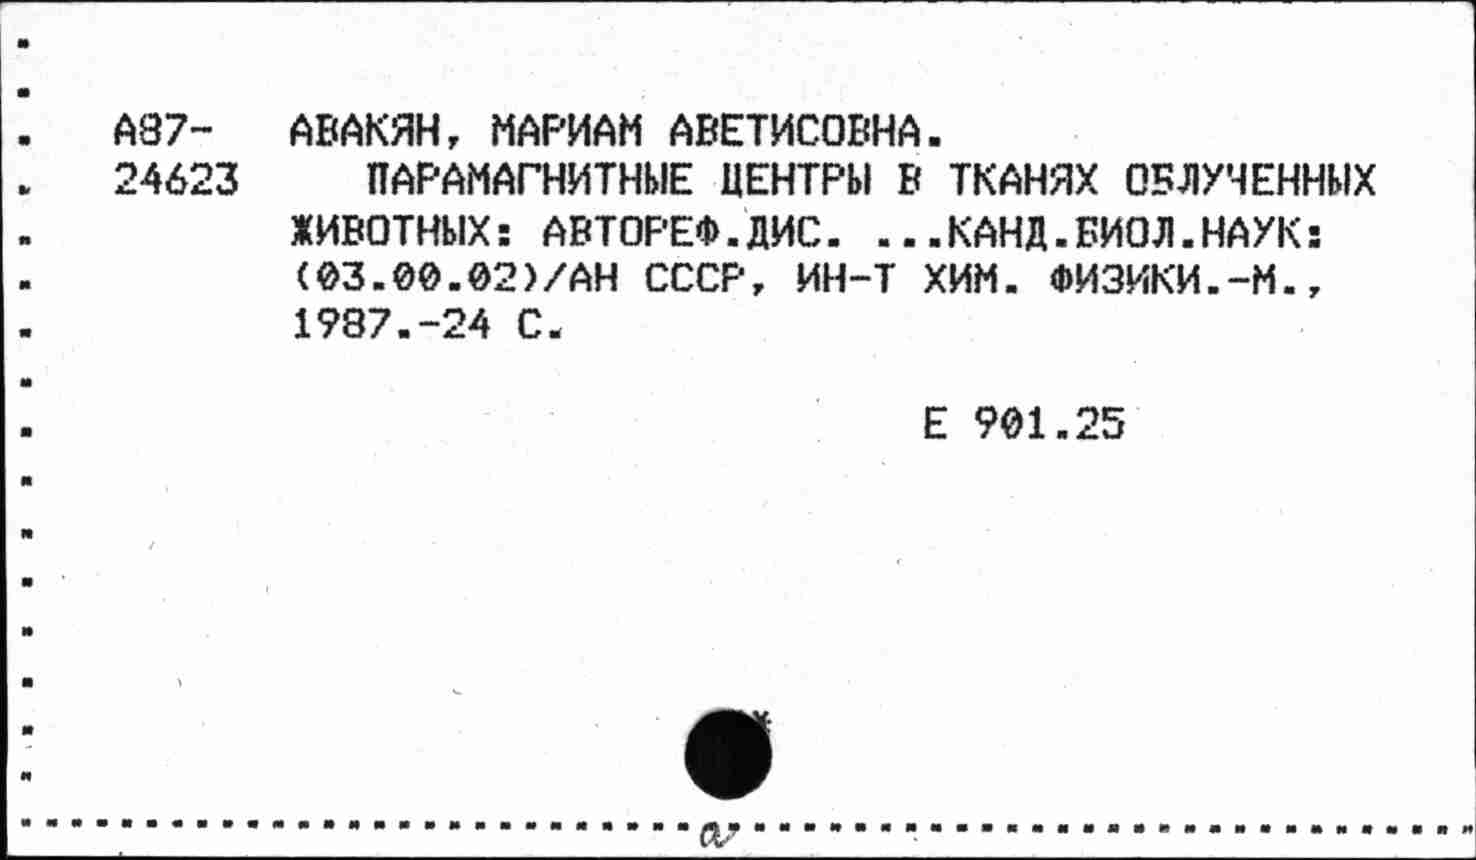 А87- АВАКЯН, МАРИАМ АВЕТИСОВНА.
24623 ПАРАМАГНИТНЫЕ ЦЕНТРЫ В ТКАНЯХ ОБЛУЧЕННЫХ
ЖИВОТНЫХ: АВТОРЕФ.ДИС. ...КАНД.БИОЛ.НАУК:
(03.00.02)/АН СССР, ИН-Т ХИМ. ФИЗИКИ.-М.,
1987.-24 С.
Е 901.25